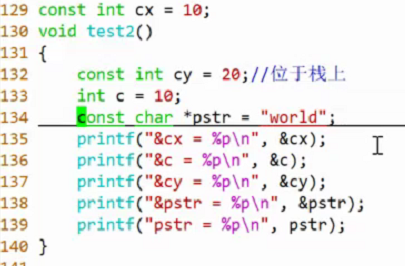 129 const int cx = 10;
130 void test2()
131 {
132     const int cy = 20;//位于栈上
133     int c = 10;
134     const char *pstr = "world";
135     printf("&cx = %p\n", &cx);
136     printf("&c = %p\n", &c);
137     printf("&cy = %p\n", &cy);
138     printf("&pstr = %p\n", &pstr);
139     printf("pstr = %p\n", pstr);
140 }